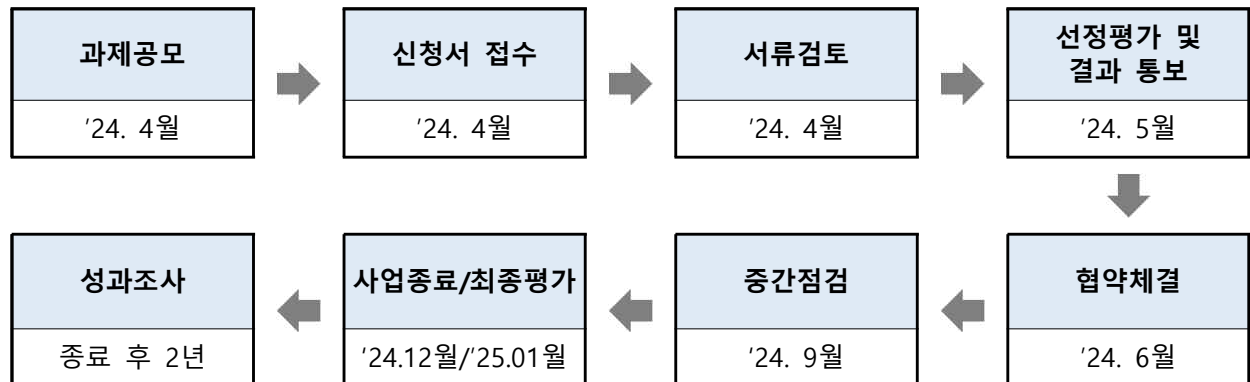 과제공모
'24. 4월
신청서 접수
'24. 4월
서류검토
'24. 4월
선정평가 및
결과 통보
'24. 5월
협약체결
'24. 6월
중간점검
'24. 9월
사업종료/최종평가
'24.12월/'25.01월
성과조사
종료 후 2년